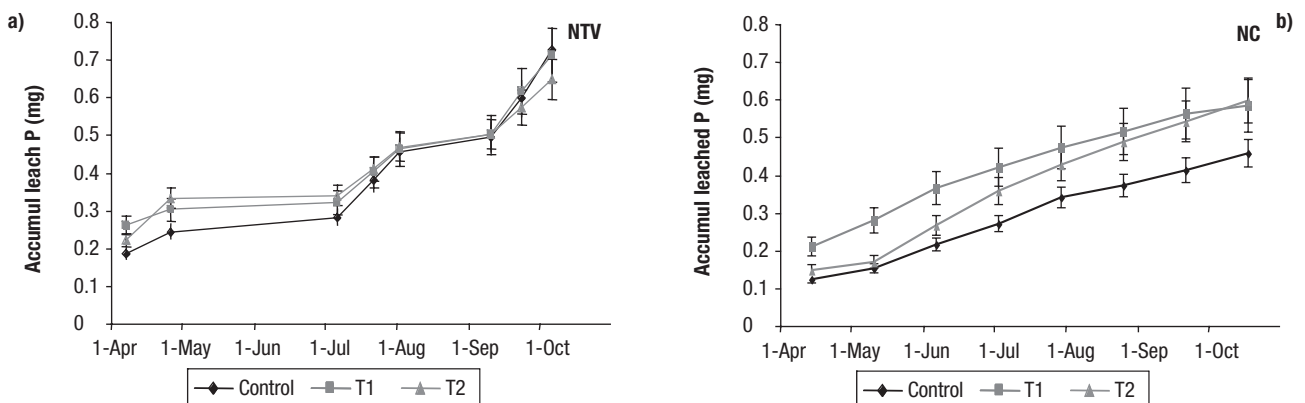 a)
NTV
Accumul leach P (mg)
0.8
0.7
0.6
0.5
0.4
0.3
0.2
0.1
0
1-Apr 1-May 1-Jun 1-Jul 1-Aug 1-Sep 1-Oct
Control T1 T2
b)
NC
Accumul leached P (mg)
0.8
0.7
0.6
0.5
0.4
0.3
0.2
0.1
0
1-Apr 1-May 1-Jun 1-Jul 1-Aug 1-Sep 1-Oct
Control T1 T2